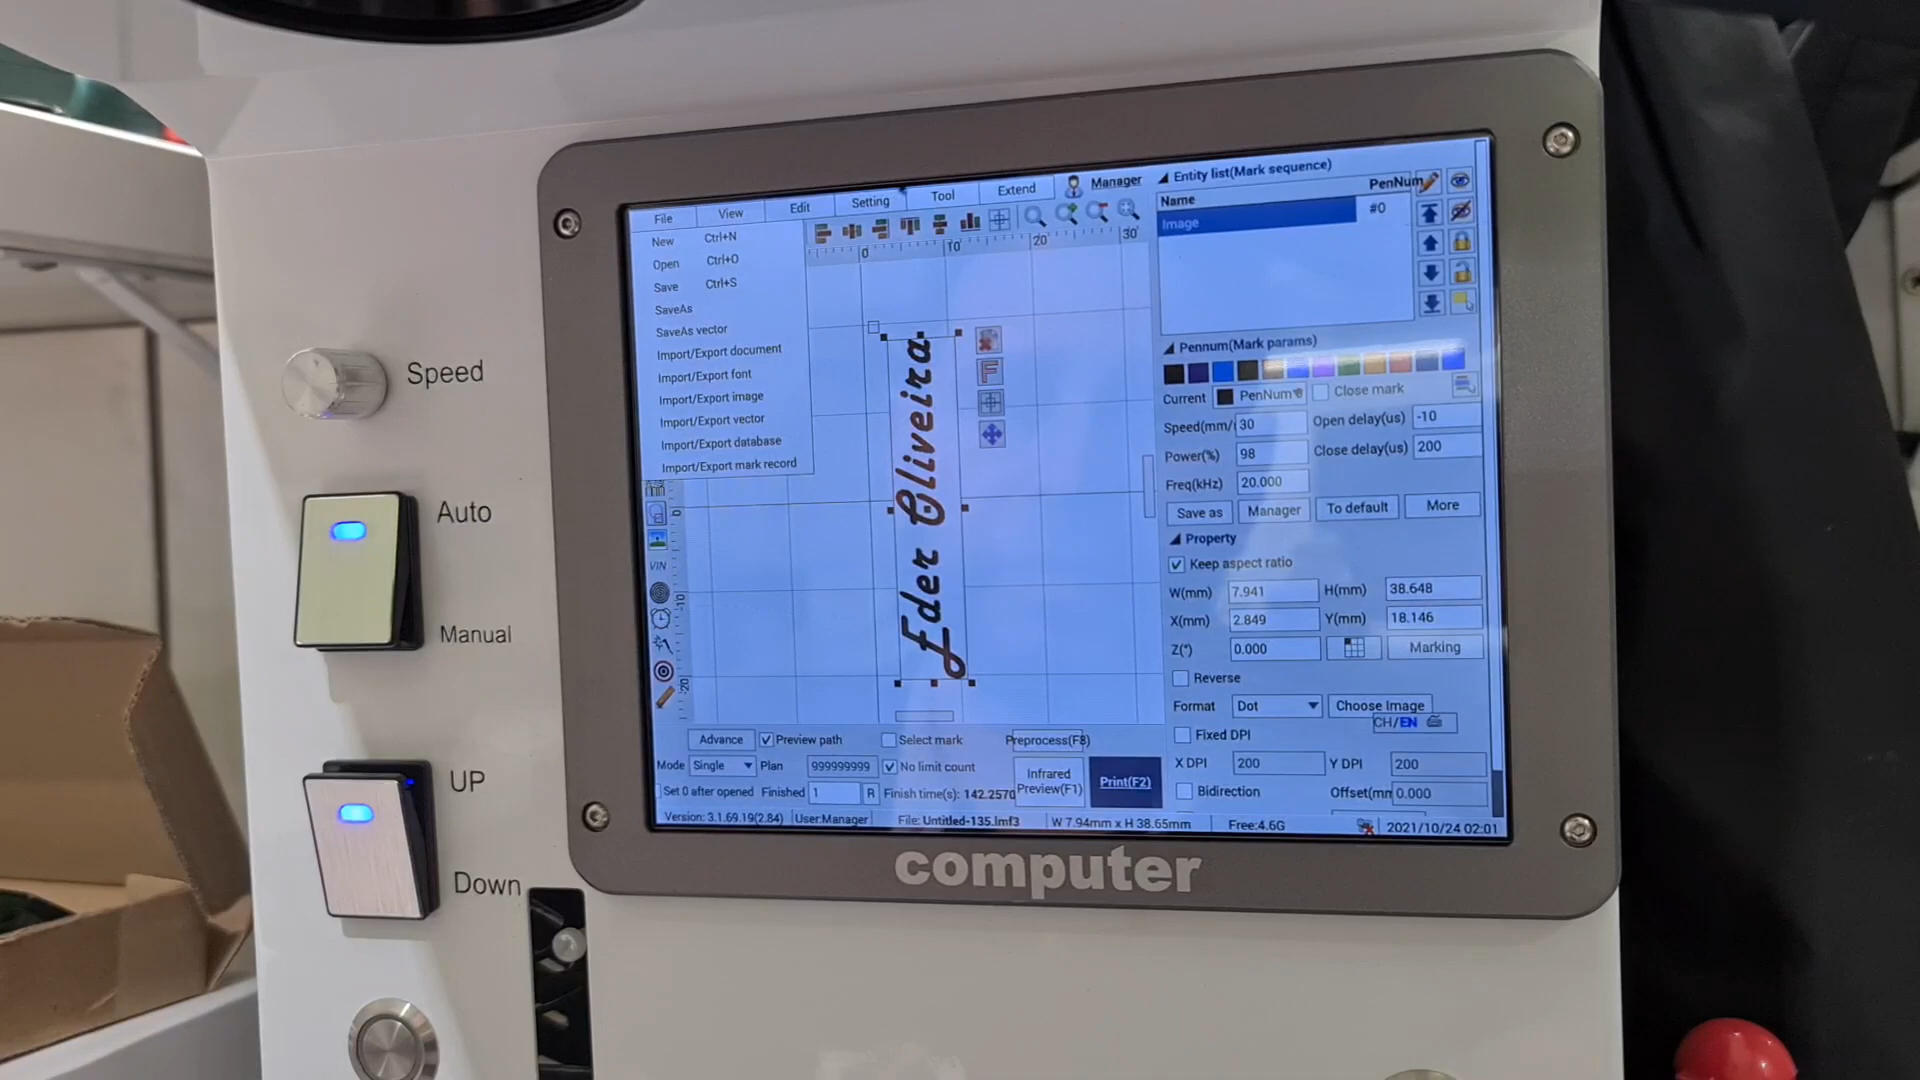 Speed
Auto
Manual
UP
Down
File View Edit Setting Tool Extend Manager
New Ctrl+N
Open Ctrl+O
Save Ctrl+S
SaveAs
SaveAs vector
Import/Export document
Import/Export font
Import/Export image
Import/Export vector
Import/Export database
Import/Export mark record
0 10 20 30
F
VIN
0
-10
-20
Eder Oliveira
Entity list(Mark sequence)
Name PenNum
Image #0
Pennum(Mark params)
Current PenNum Close mark
Speed(mm/ 30 Open delay(us) -10
Power(%) 98 Close delay(us) 200
Freq(kHz) 20.000
Save as Manager To default More
Property
Keep aspect ratio
W(mm) 7.941 H(mm) 38.648
X(mm) 2.849 Y(mm) 18.146
Z(°) 0.000 Marking
Reverse
Format Dot Choose Image
CH/EN
Fixed DPI
X DPI 200 Y DPI 200
Bidirection Offset(mm 0.000
Advance Preview path Select mark Preprocess(F8)
Mode Single Plan 999999999 No limit count
Infrared Preview(F1) Print(F2)
Set 0 after opened Finished 1 R Finish time(s): 142.2570
Version: 3.1.69.19(2.84) User:Manager File: Untitled-135.lmf3 W 7.94mm x H 38.65mm Free:4.6G 2021/10/24 02:01
computer